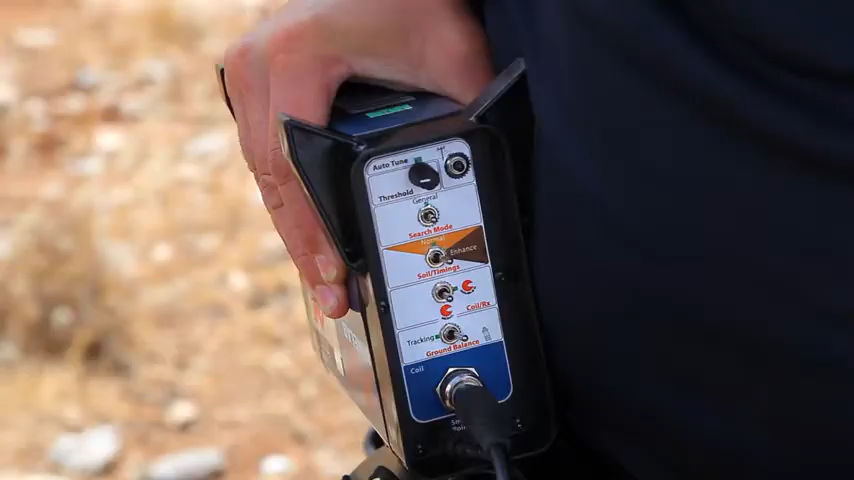 Auto Tune
Threshold
General
Search Mode
Normal
Enhance
Soil/Timings
Coil/Rx
Tracking
Ground Balance
Coil